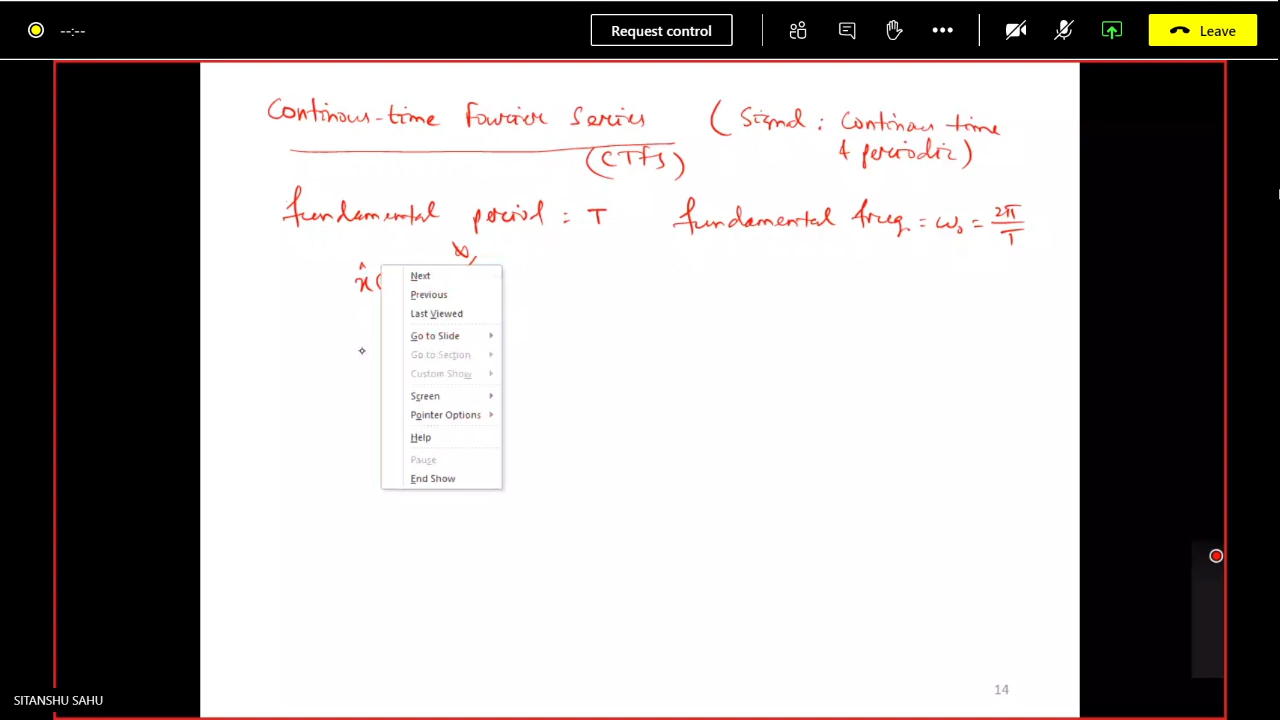 --:--
Request control
Leave
Continous-time Fourier Series (Signal: Continous time
& periodic)
(CTFS)
fundamental period = T fundamental freq. = ω₀ = 2π/T
∞
x̂(
Next
Previous
Last Viewed
Go to Slide
Go to Section
Custom Show
Screen
Pointer Options
Help
Pause
End Show
14
SITANSHU SAHU